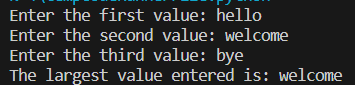 Enter the first value: hello
Enter the second value: welcome
Enter the third value: bye
The largest value entered is: welcome